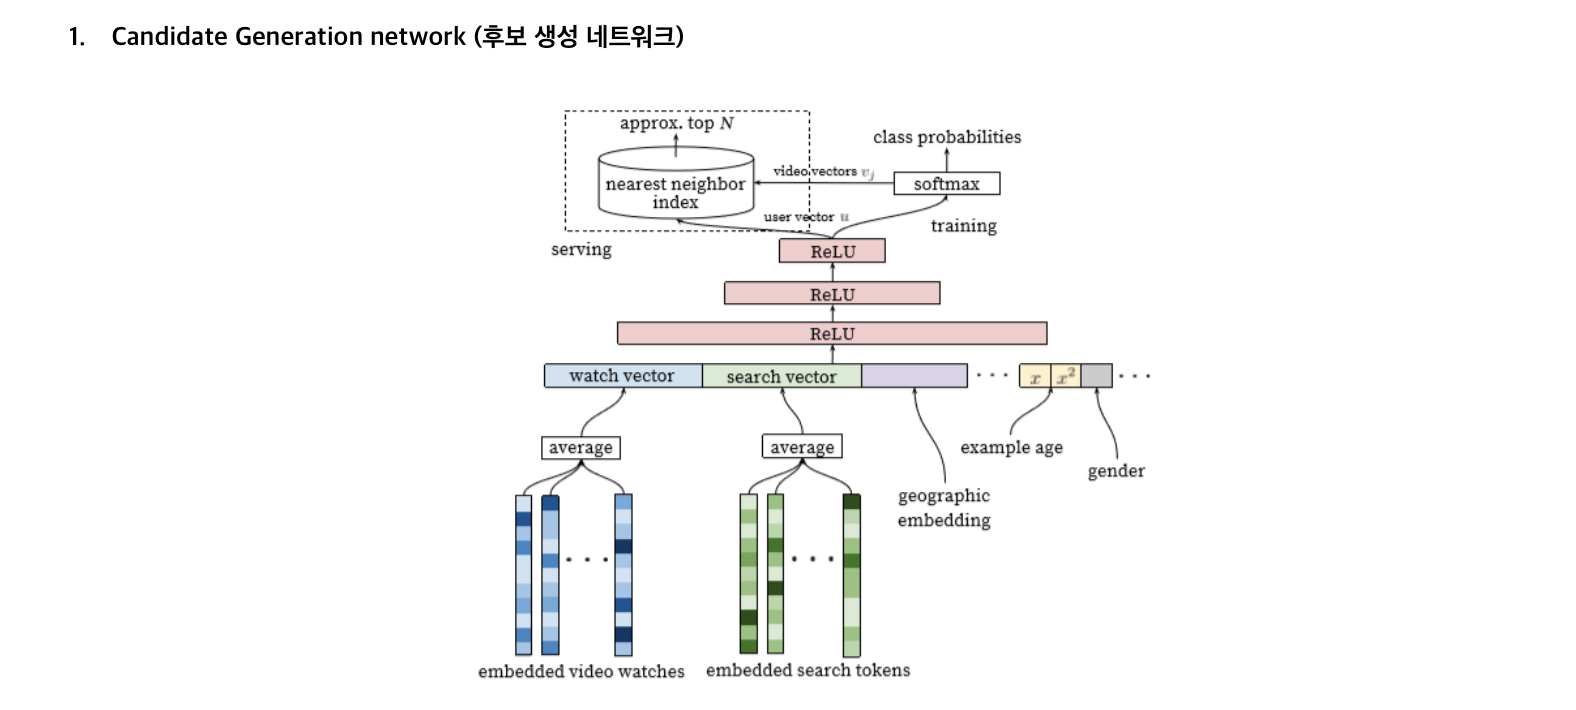 1. Candidate Generation network (후보 생성 네트워크)
approx. top N
class probabilities
nearest neighbor
index
video vectors v_j
softmax
user vector u
training
serving
ReLU
ReLU
ReLU
watch vector
search vector
. . .
x
x²
. . .
average
average
example age
gender
geographic
embedding
. . .
. . .
embedded video watches
embedded search tokens